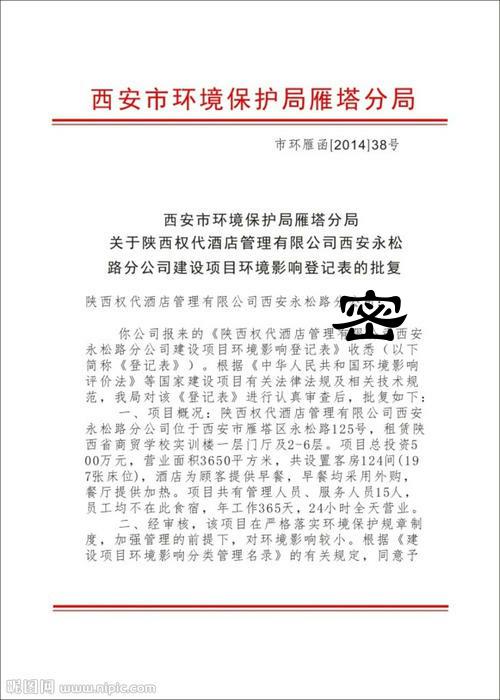 西安市环境保护局雁塔分局
市环雁函[2014]38号
西安市环境保护局雁塔分局
关于陕西权代酒店管理有限公司西安永松
路分公司建设项目环境影响登记表的批复
陕西权代酒店管理有限公司西安永松路分
密
你公司报来的《陕西权代酒店管理有 西安
永松路分公司建设项目环境影响登记表》收悉（以下
简称《登记表》）。根据《中华人民共和国环境影响
评价法》等国家建设项目有关法律法规及相关技术规
范，我局对该《登记表》进行认真审查后，批复如下：
一、项目概况：陕西权代酒店管理有限公司西安
永松路分公司位于西安市雁塔区永松路125号，租赁陕
西省商贸学校实训楼一层门厅及2-6层。项目总投资5
00万元，营业面积3650平方米，共设置客房124间(19
7张床位)，酒店为顾客提供早餐，早餐均采用外购，
餐厅提供加热。项目共有管理人员、服务人员15人，
员工均不在此食宿，年工作365天，24小时全天营业。
二、经审核，该项目在严格落实环境保护规章制
度，加强管理的前提下，对环境影响较小。根据《建
设项目环境影响分类管理名录》的有关规定，同意予
昵图网
www.nipic.com